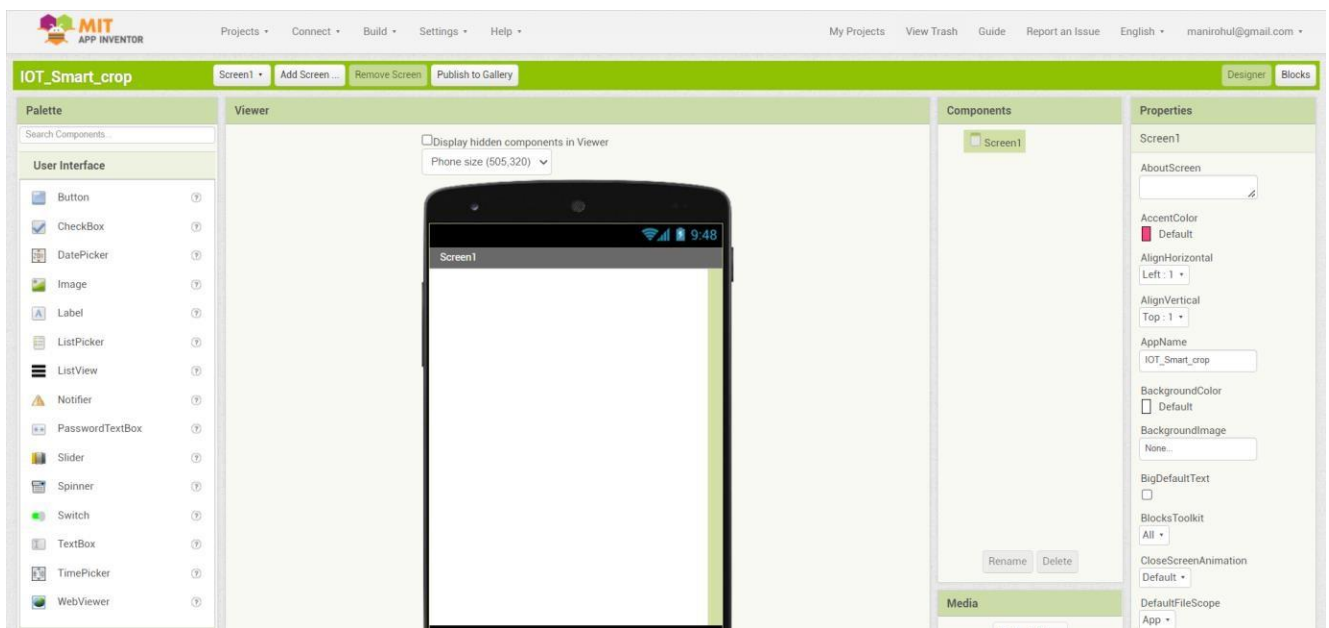 MIT
APP INVENTOR
Projects
Connect
Build
Settings
Help
My Projects
View Trash
Guide
Report an Issue
English
manirohul@gmail.com
IOT_Smart_crop
Screen1
Add Screen ...
Remove Screen
Publish to Gallery
Designer
Blocks
Palette
Search Components...
User Interface
Button
CheckBox
DatePicker
Image
Label
ListPicker
ListView
Notifier
PasswordTextBox
Slider
Spinner
Switch
TextBox
TimePicker
WebViewer
Viewer
Display hidden components in Viewer
Phone size (505,320)
9:48
Screen1
Components
Screen1
Rename
Delete
Media
Properties
Screen1
AboutScreen
AccentColor
Default
AlignHorizontal
Left : 1
AlignVertical
Top : 1
AppName
IOT_Smart_crop
BackgroundColor
Default
BackgroundImage
None...
BigDefaultText
BlocksToolkit
All
CloseScreenAnimation
Default
DefaultFileScope
App